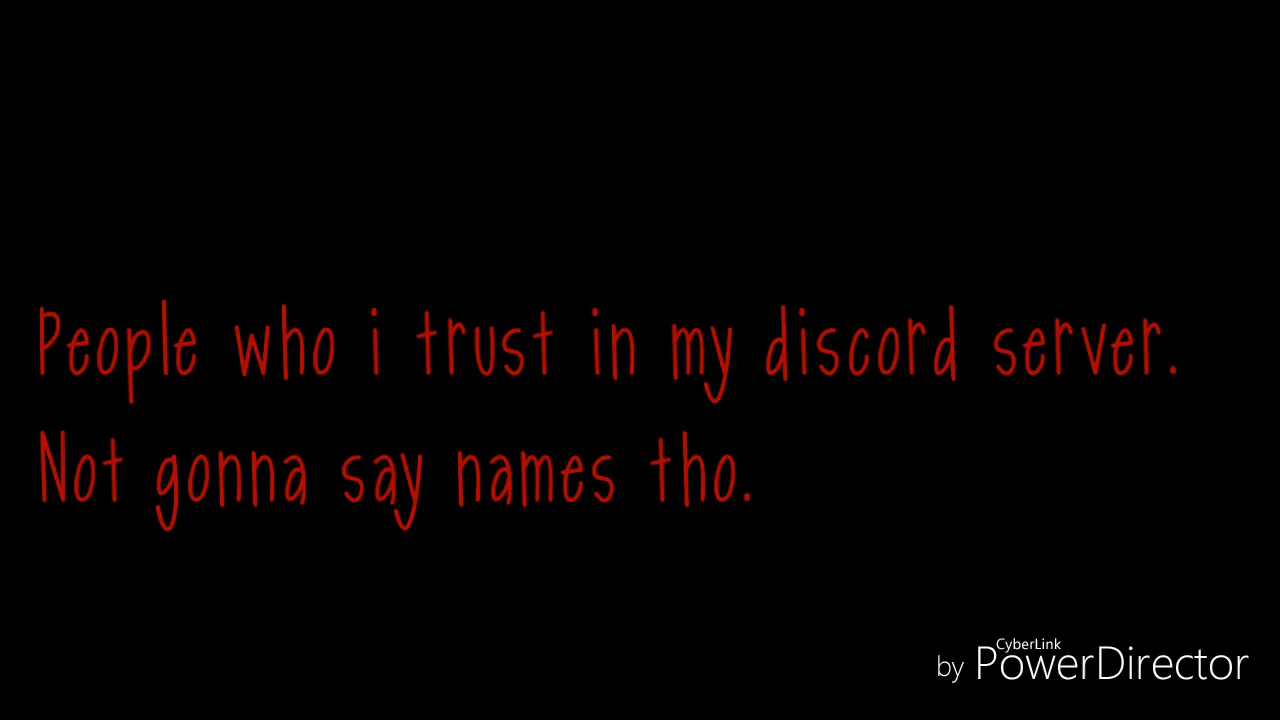 People who i trust in my discord server.
Not gonna say names tho.
by CyberLink PowerDirector